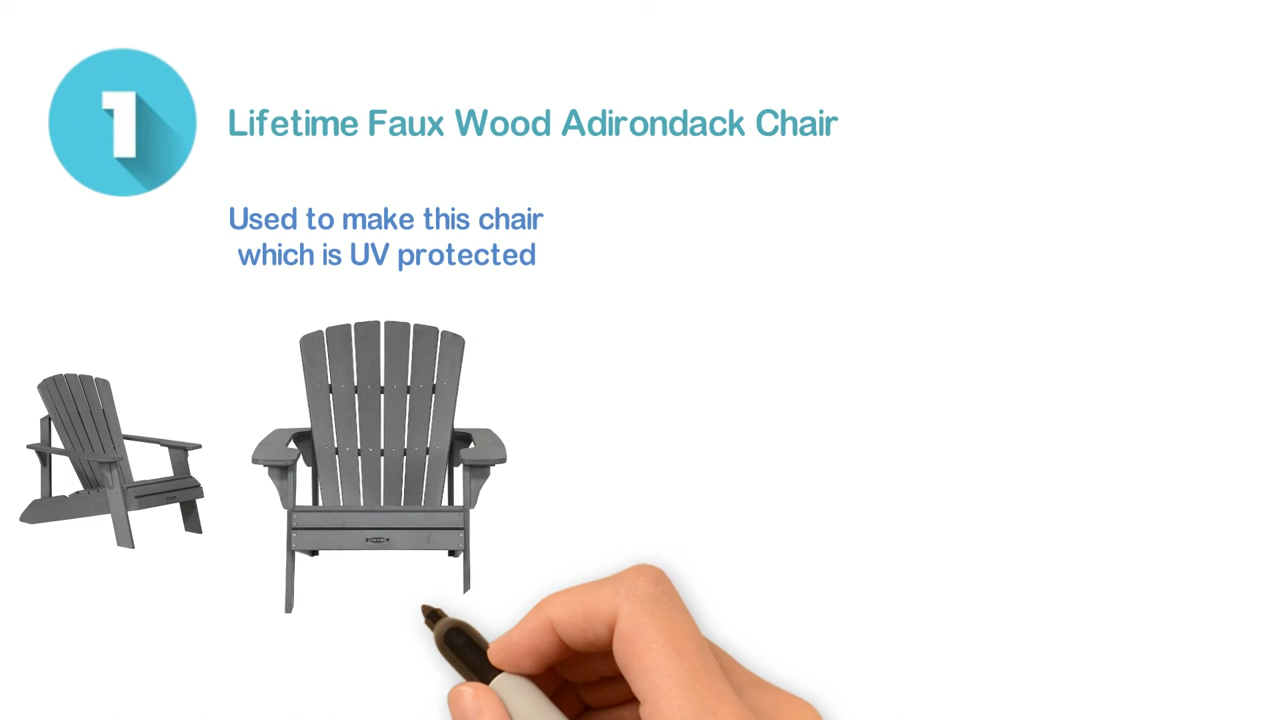 1
Lifetime Faux Wood Adirondack Chair
Used to make this chair
which is UV protected